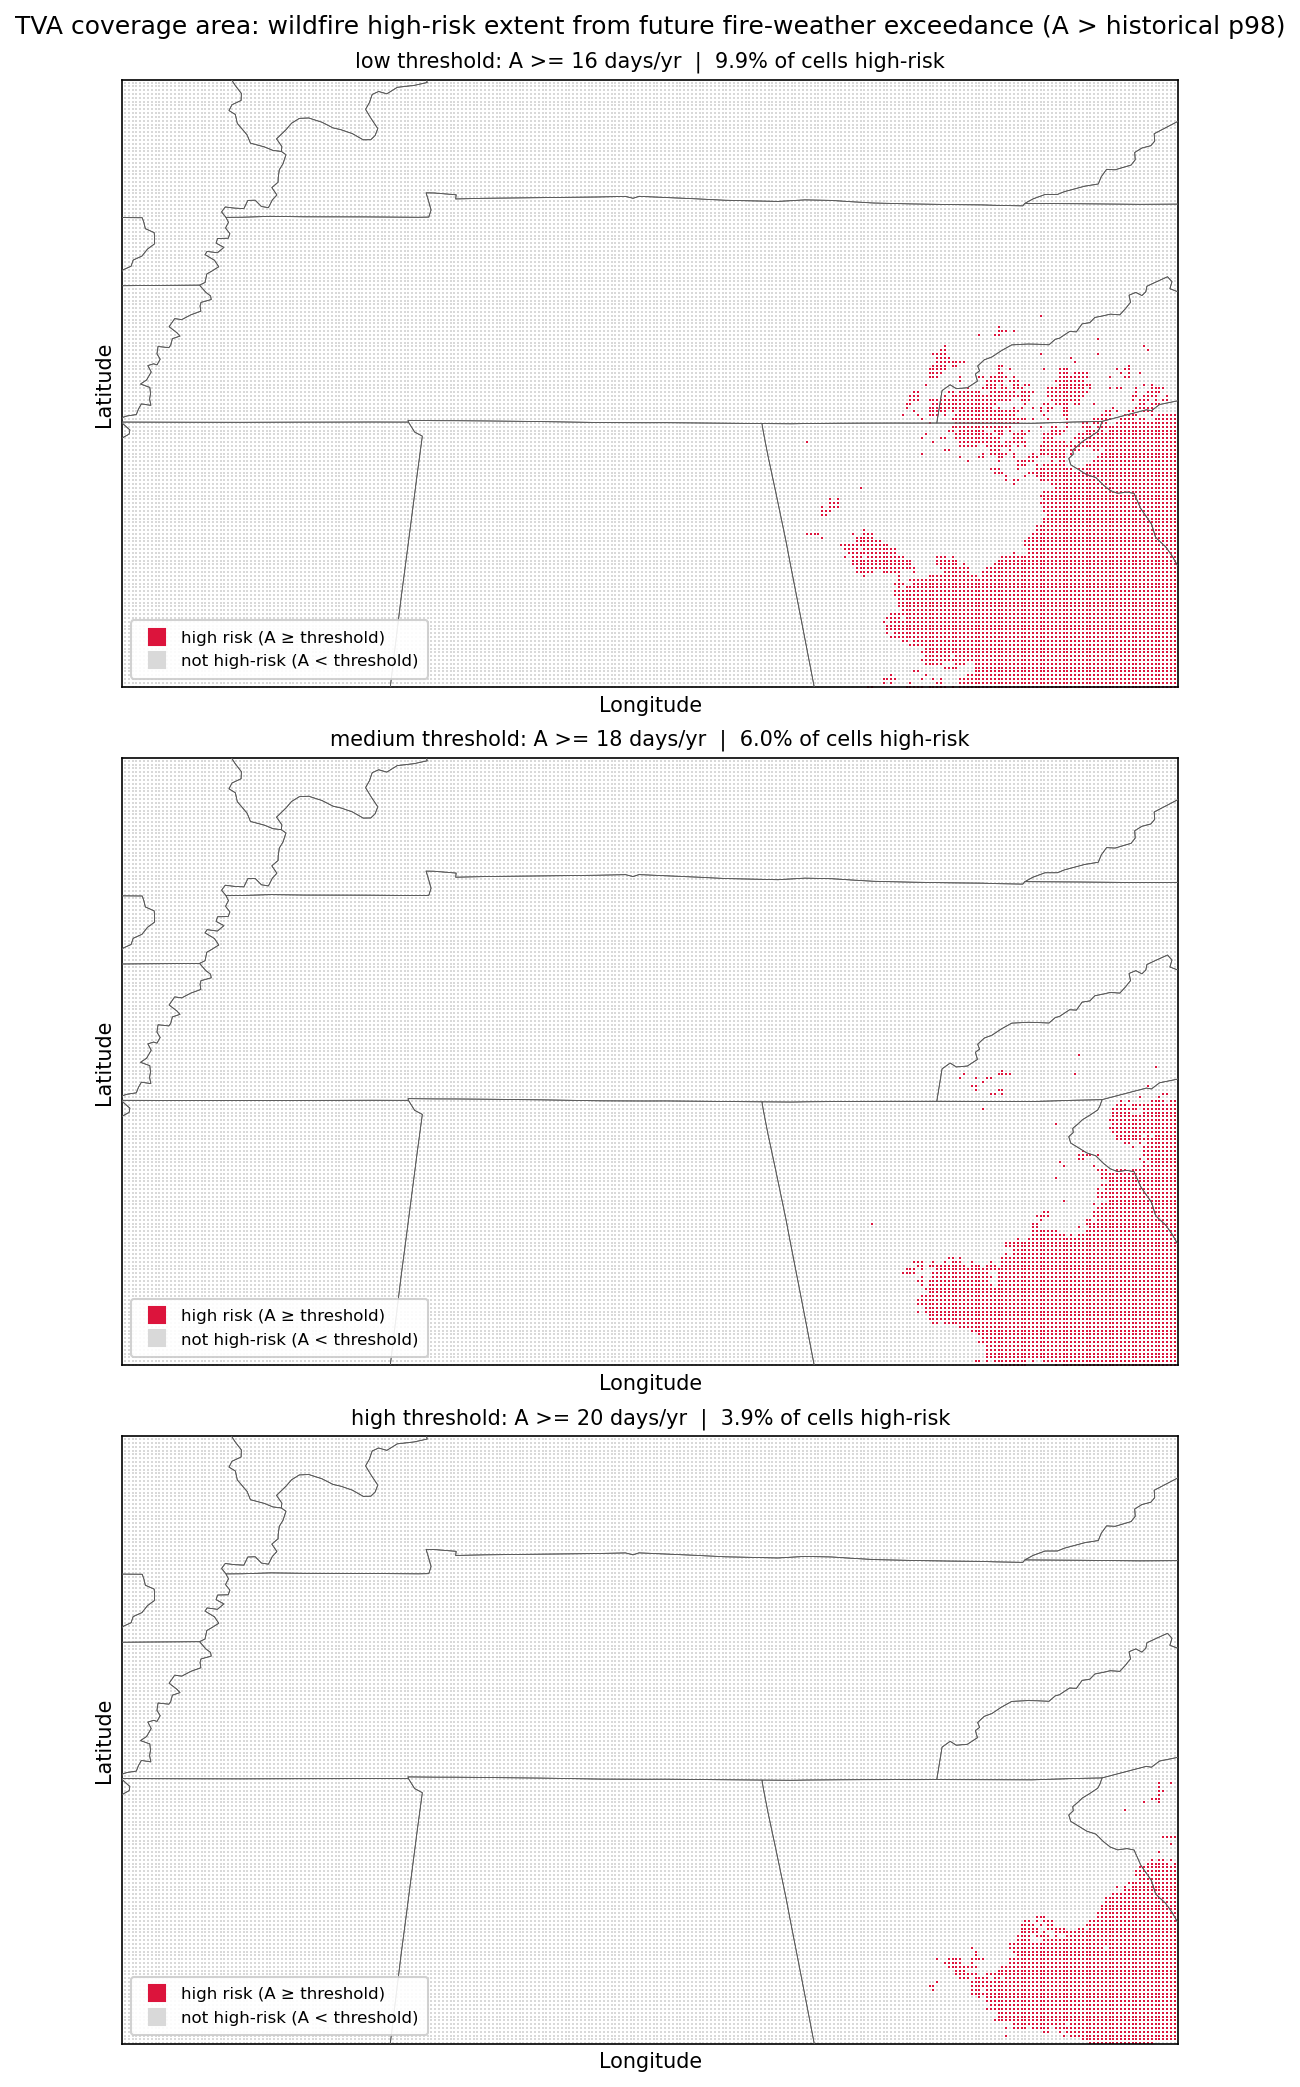 TVA coverage area: wildfire high-risk extent from future fire-weather exceedance (A > historical p98)
low threshold: A >= 16 days/yr | 9.9% of cells high-risk
Latitude
high risk (A ≥ threshold)
not high-risk (A < threshold)
Longitude
medium threshold: A >= 18 days/yr | 6.0% of cells high-risk
Latitude
high risk (A ≥ threshold)
not high-risk (A < threshold)
Longitude
high threshold: A >= 20 days/yr | 3.9% of cells high-risk
Latitude
high risk (A ≥ threshold)
not high-risk (A < threshold)
Longitude